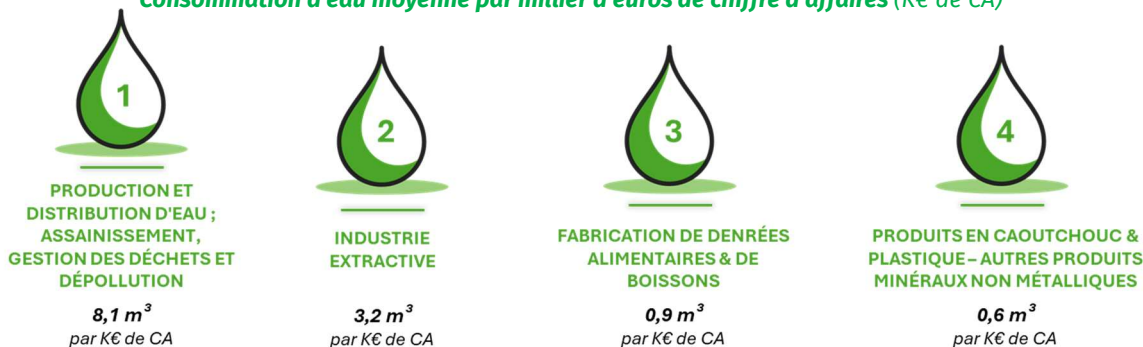 Consommation d'eau moyenne par millier d'euros de chiffre d'affaires (K€ de CA)
1
PRODUCTION ET
DISTRIBUTION D'EAU ;
ASSAINISSEMENT,
GESTION DES DÉCHETS ET
DÉPOLLUTION
8,1 m³
par K€ de CA
2
INDUSTRIE
EXTRACTIVE
3,2 m³
par K€ de CA
3
FABRICATION DE DENRÉES
ALIMENTAIRES & DE
BOISSONS
0,9 m³
par K€ de CA
4
PRODUITS EN CAOUTCHOUC &
PLASTIQUE – AUTRES PRODUITS
MINÉRAUX NON MÉTALLIQUES
0,6 m³
par K€ de CA